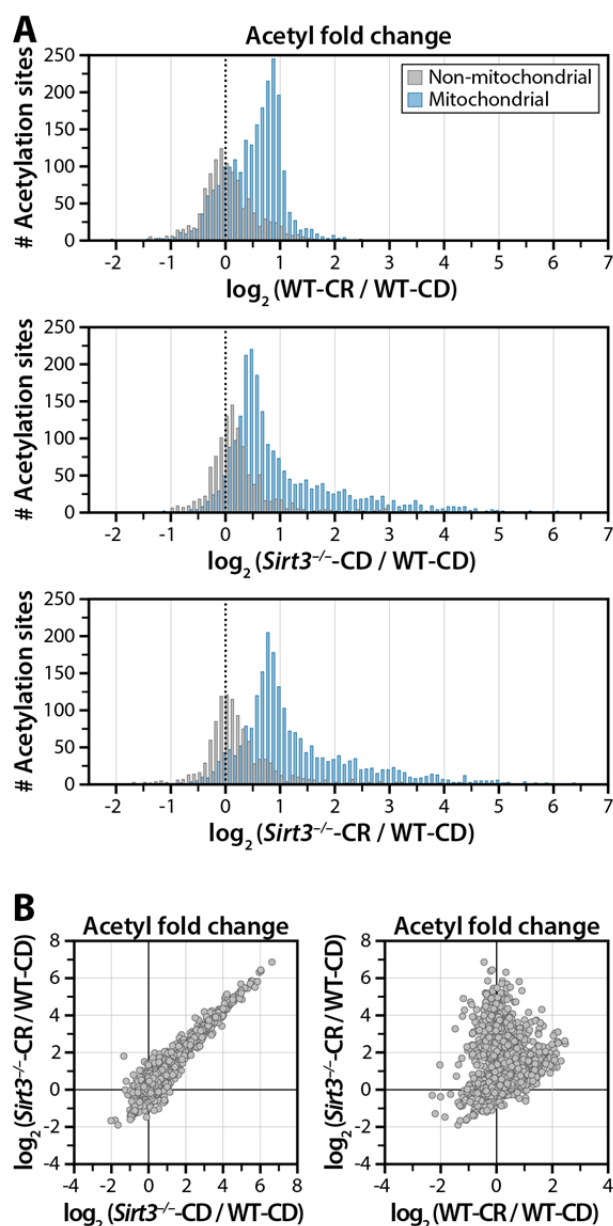 A
Acetyl fold change
# Acetylation sites
250
200
150
100
50
0
Non-mitochondrial
Mitochondrial
-2 -1 0 1 2 3 4 5 6 7
log₂ (WT-CR / WT-CD)
# Acetylation sites
250
200
150
100
50
0
-2 -1 0 1 2 3 4 5 6 7
log₂ (Sirt3⁻/⁻-CD / WT-CD)
# Acetylation sites
250
200
150
100
50
0
-2 -1 0 1 2 3 4 5 6 7
log₂ (Sirt3⁻/⁻-CR / WT-CD)
B
Acetyl fold change
log₂ (Sirt3⁻/⁻-CR / WT-CD)
8
6
4
2
0
-2
-4
-4 -2 0 2 4 6 8
log₂ (Sirt3⁻/⁻-CD / WT-CD)
Acetyl fold change
log₂ (Sirt3⁻/⁻-CR / WT-CD)
8
6
4
2
0
-2
-4
-4 -2 0 2 4
log₂ (WT-CR / WT-CD)